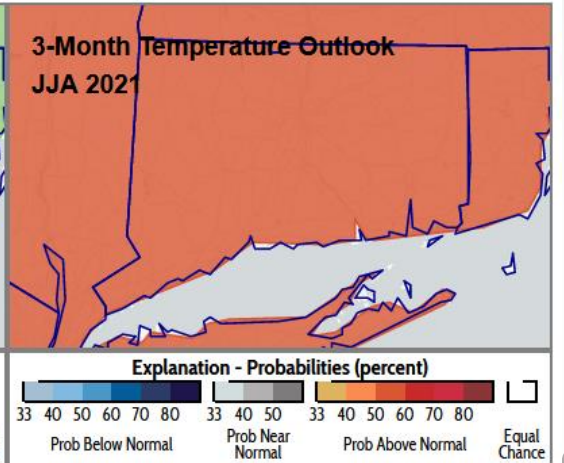 3-Month Temperature Outlook
JJA 2021
Explanation - Probabilities (percent)
33 40 50 60 70 80 33 40 50 33 40 50 60 70 80
Prob Below Normal
Prob Near
Normal
Prob Above Normal
Equal
Chance